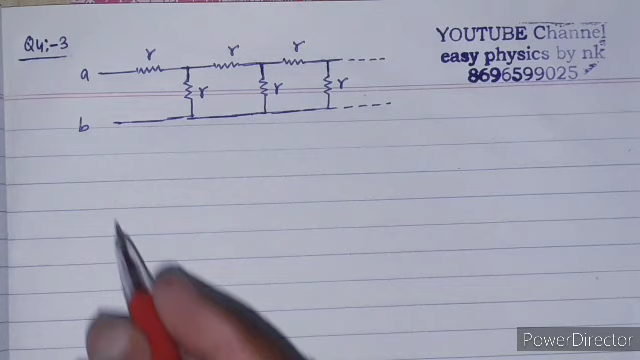 Q4:-3
r r r
a
r r r
b
YOUTUBE Channel
easy physics by nk
8696599025
PowerDirector